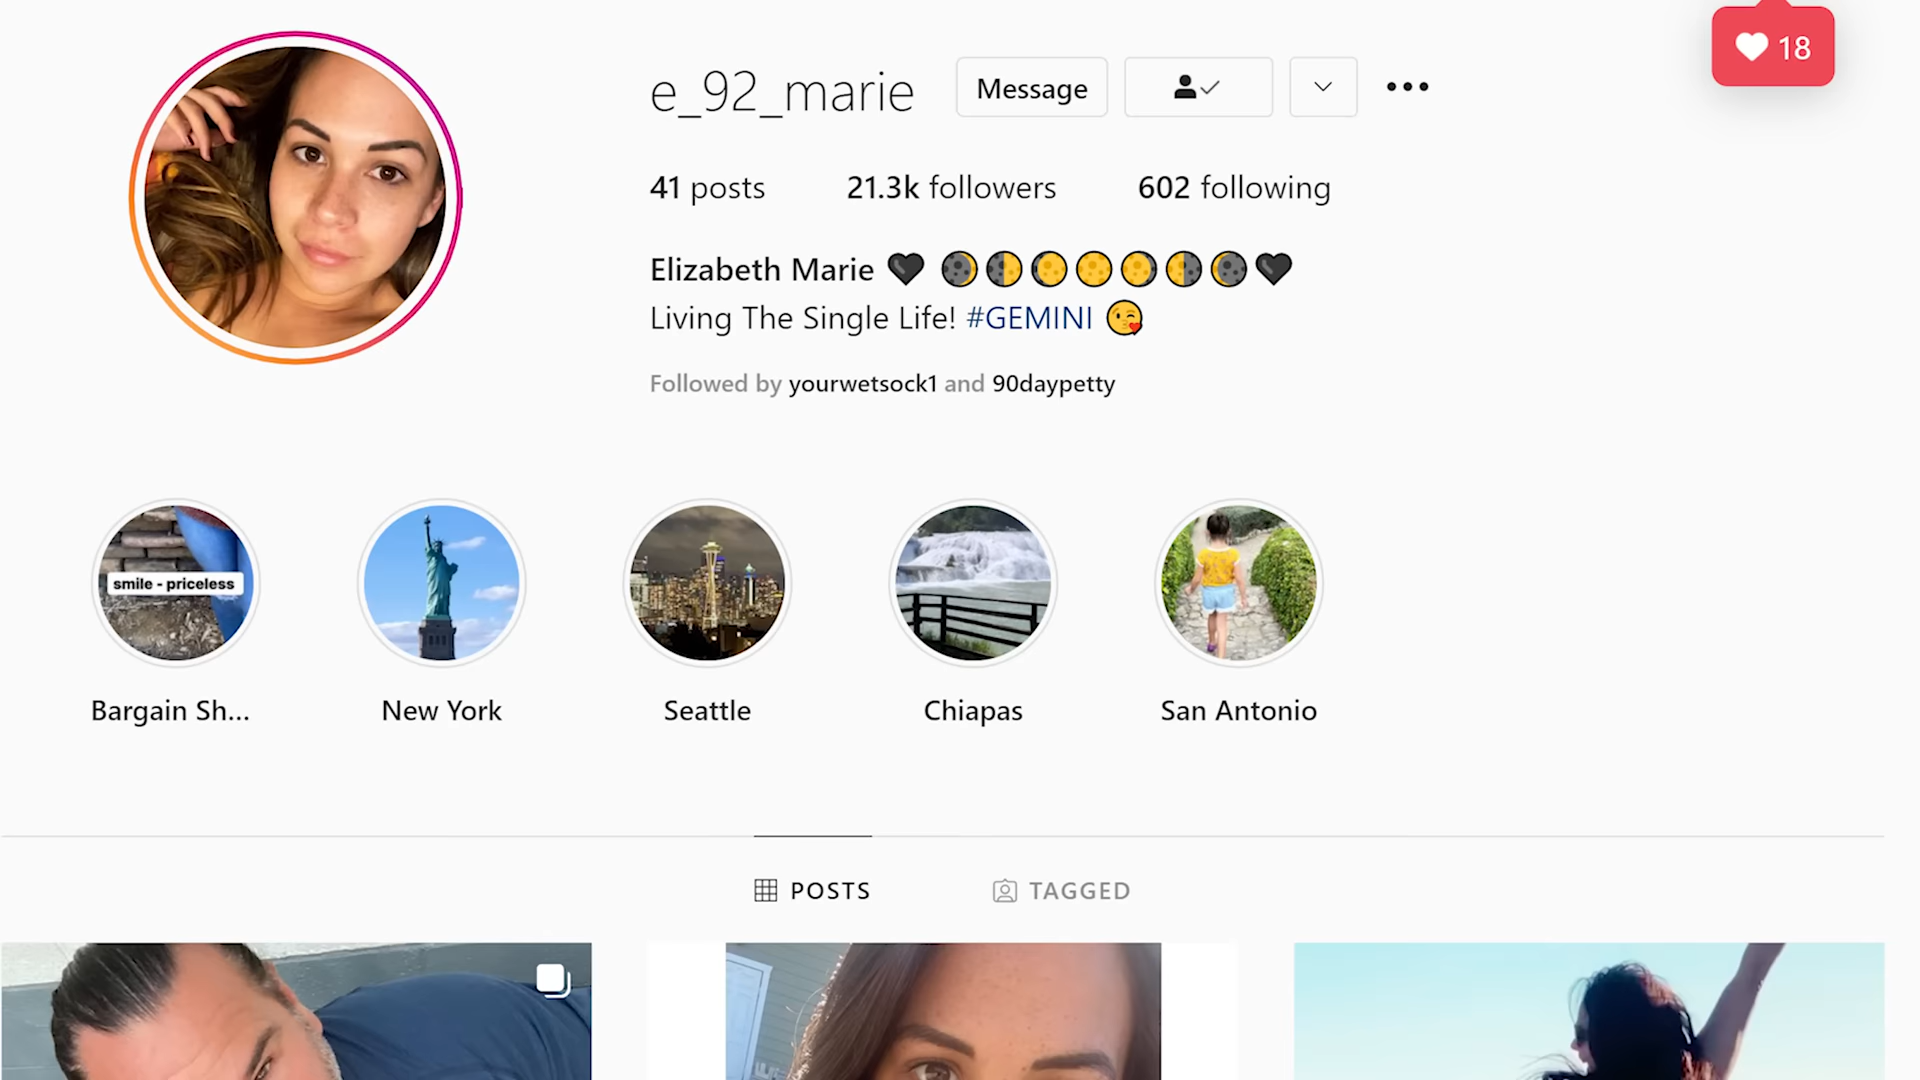 18
e_92_marie Message
41 posts 21.3k followers 602 following
Elizabeth Marie 🖤 🌒🌓🌔🌕🌖🌗🌘🖤
Living The Single Life! #GEMINI 😘
Followed by yourwetsock1 and 90daypetty
smile - priceless
Bargain Sh... New York Seattle Chiapas San Antonio
POSTS TAGGED